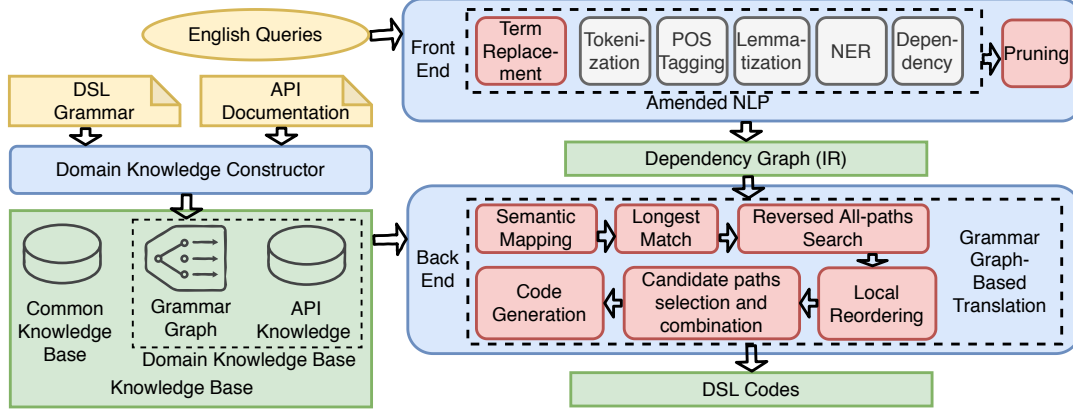 English Queries
DSL
Grammar
API
Documentation
Domain Knowledge Constructor
Common
Knowledge
Base
Grammar
Graph
API
Knowledge
Domain Knowledge Base
Knowledge Base
Front
End
Term
Replace-
ment
Tokeni-
zation
POS
Tagging
Lemma-
tization
NER
Depen-
dency
Pruning
Amended NLP
Dependency Graph (IR)
Back
End
Semantic
Mapping
Longest
Match
Reversed All-paths
Search
Grammar
Graph-
Based
Translation
Code
Generation
Candidate paths
selection and
combination
Local
Reordering
DSL Codes